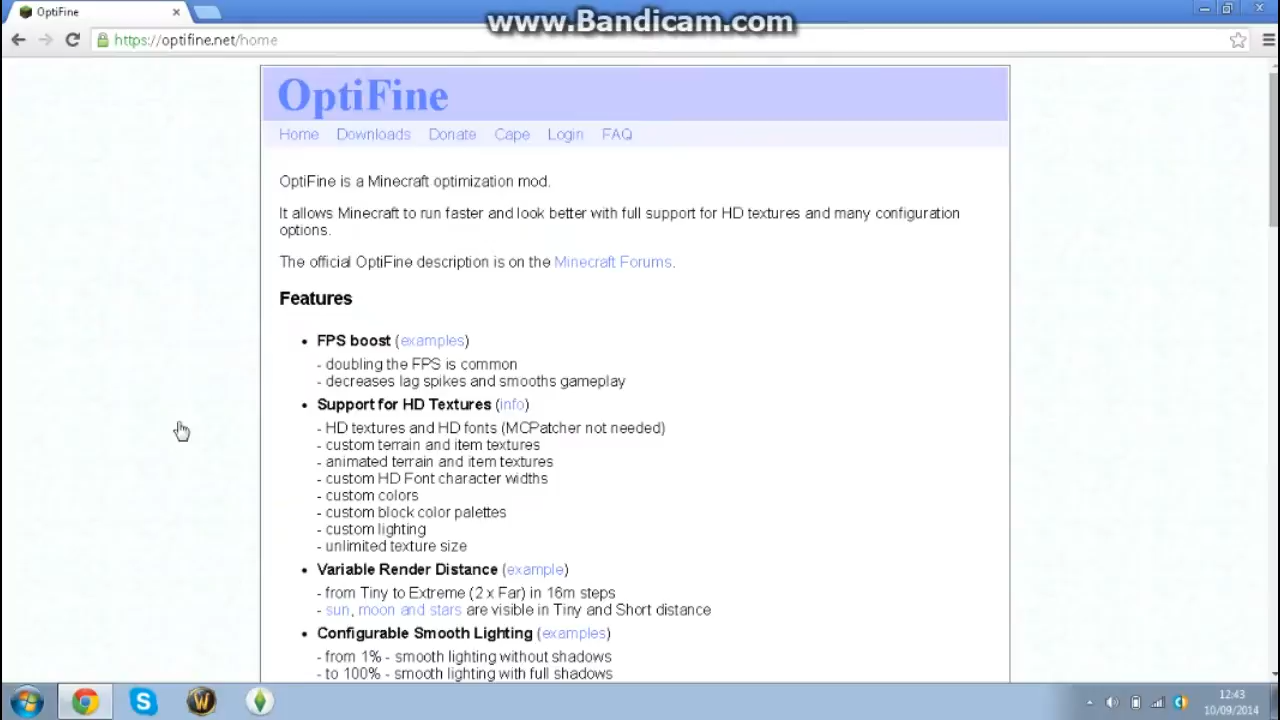 OptiFine
www.Bandicam.com
https://optifine.net/home
OptiFine
Home Downloads Donate Cape Login FAQ
OptiFine is a Minecraft optimization mod.
It allows Minecraft to run faster and look better with full support for HD textures and many configuration
options.
The official OptiFine description is on the Minecraft Forums.
Features
• FPS boost (examples)
- doubling the FPS is common
- decreases lag spikes and smooths gameplay
• Support for HD Textures (info)
- HD textures and HD fonts (MCPatcher not needed)
- custom terrain and item textures
- animated terrain and item textures
- custom HD Font character widths
- custom colors
- custom block color palettes
- custom lighting
- unlimited texture size
• Variable Render Distance (example)
- from Tiny to Extreme (2 x Far) in 16m steps
- sun, moon and stars are visible in Tiny and Short distance
• Configurable Smooth Lighting (examples)
- from 1% - smooth lighting without shadows
- to 100% - smooth lighting with full shadows
12:43
10/09/2014